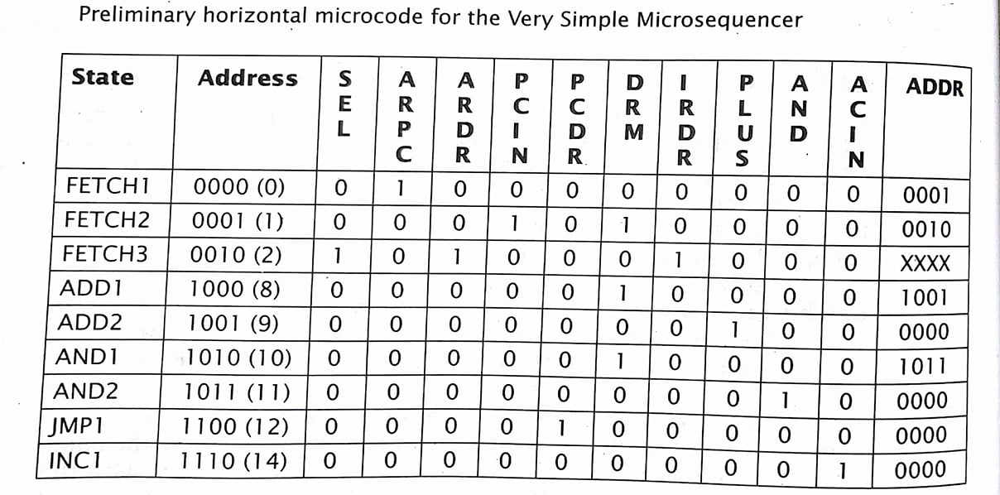 Preliminary horizontal microcode for the Very Simple Microsequencer
State Address SEL ARPC ARDR PCIN PCDR DRM IRDR PLUS AND ACIN ADDR
FETCH1 0000 (0) 0 1 0 0 0 0 0 0 0 0 0001
FETCH2 0001 (1) 0 0 0 1 0 1 0 0 0 0 0010
FETCH3 0010 (2) 1 0 1 0 0 0 1 0 0 0 XXXX
ADD1 1000 (8) 0 0 0 0 0 1 0 0 0 0 1001
ADD2 1001 (9) 0 0 0 0 0 0 0 1 0 0 0000
AND1 1010 (10) 0 0 0 0 0 1 0 0 0 0 1011
AND2 1011 (11) 0 0 0 0 0 0 0 0 1 0 0000
JMP1 1100 (12) 0 0 0 0 1 0 0 0 0 0 0000
INC1 1110 (14) 0 0 0 0 0 0 0 0 0 1 0000